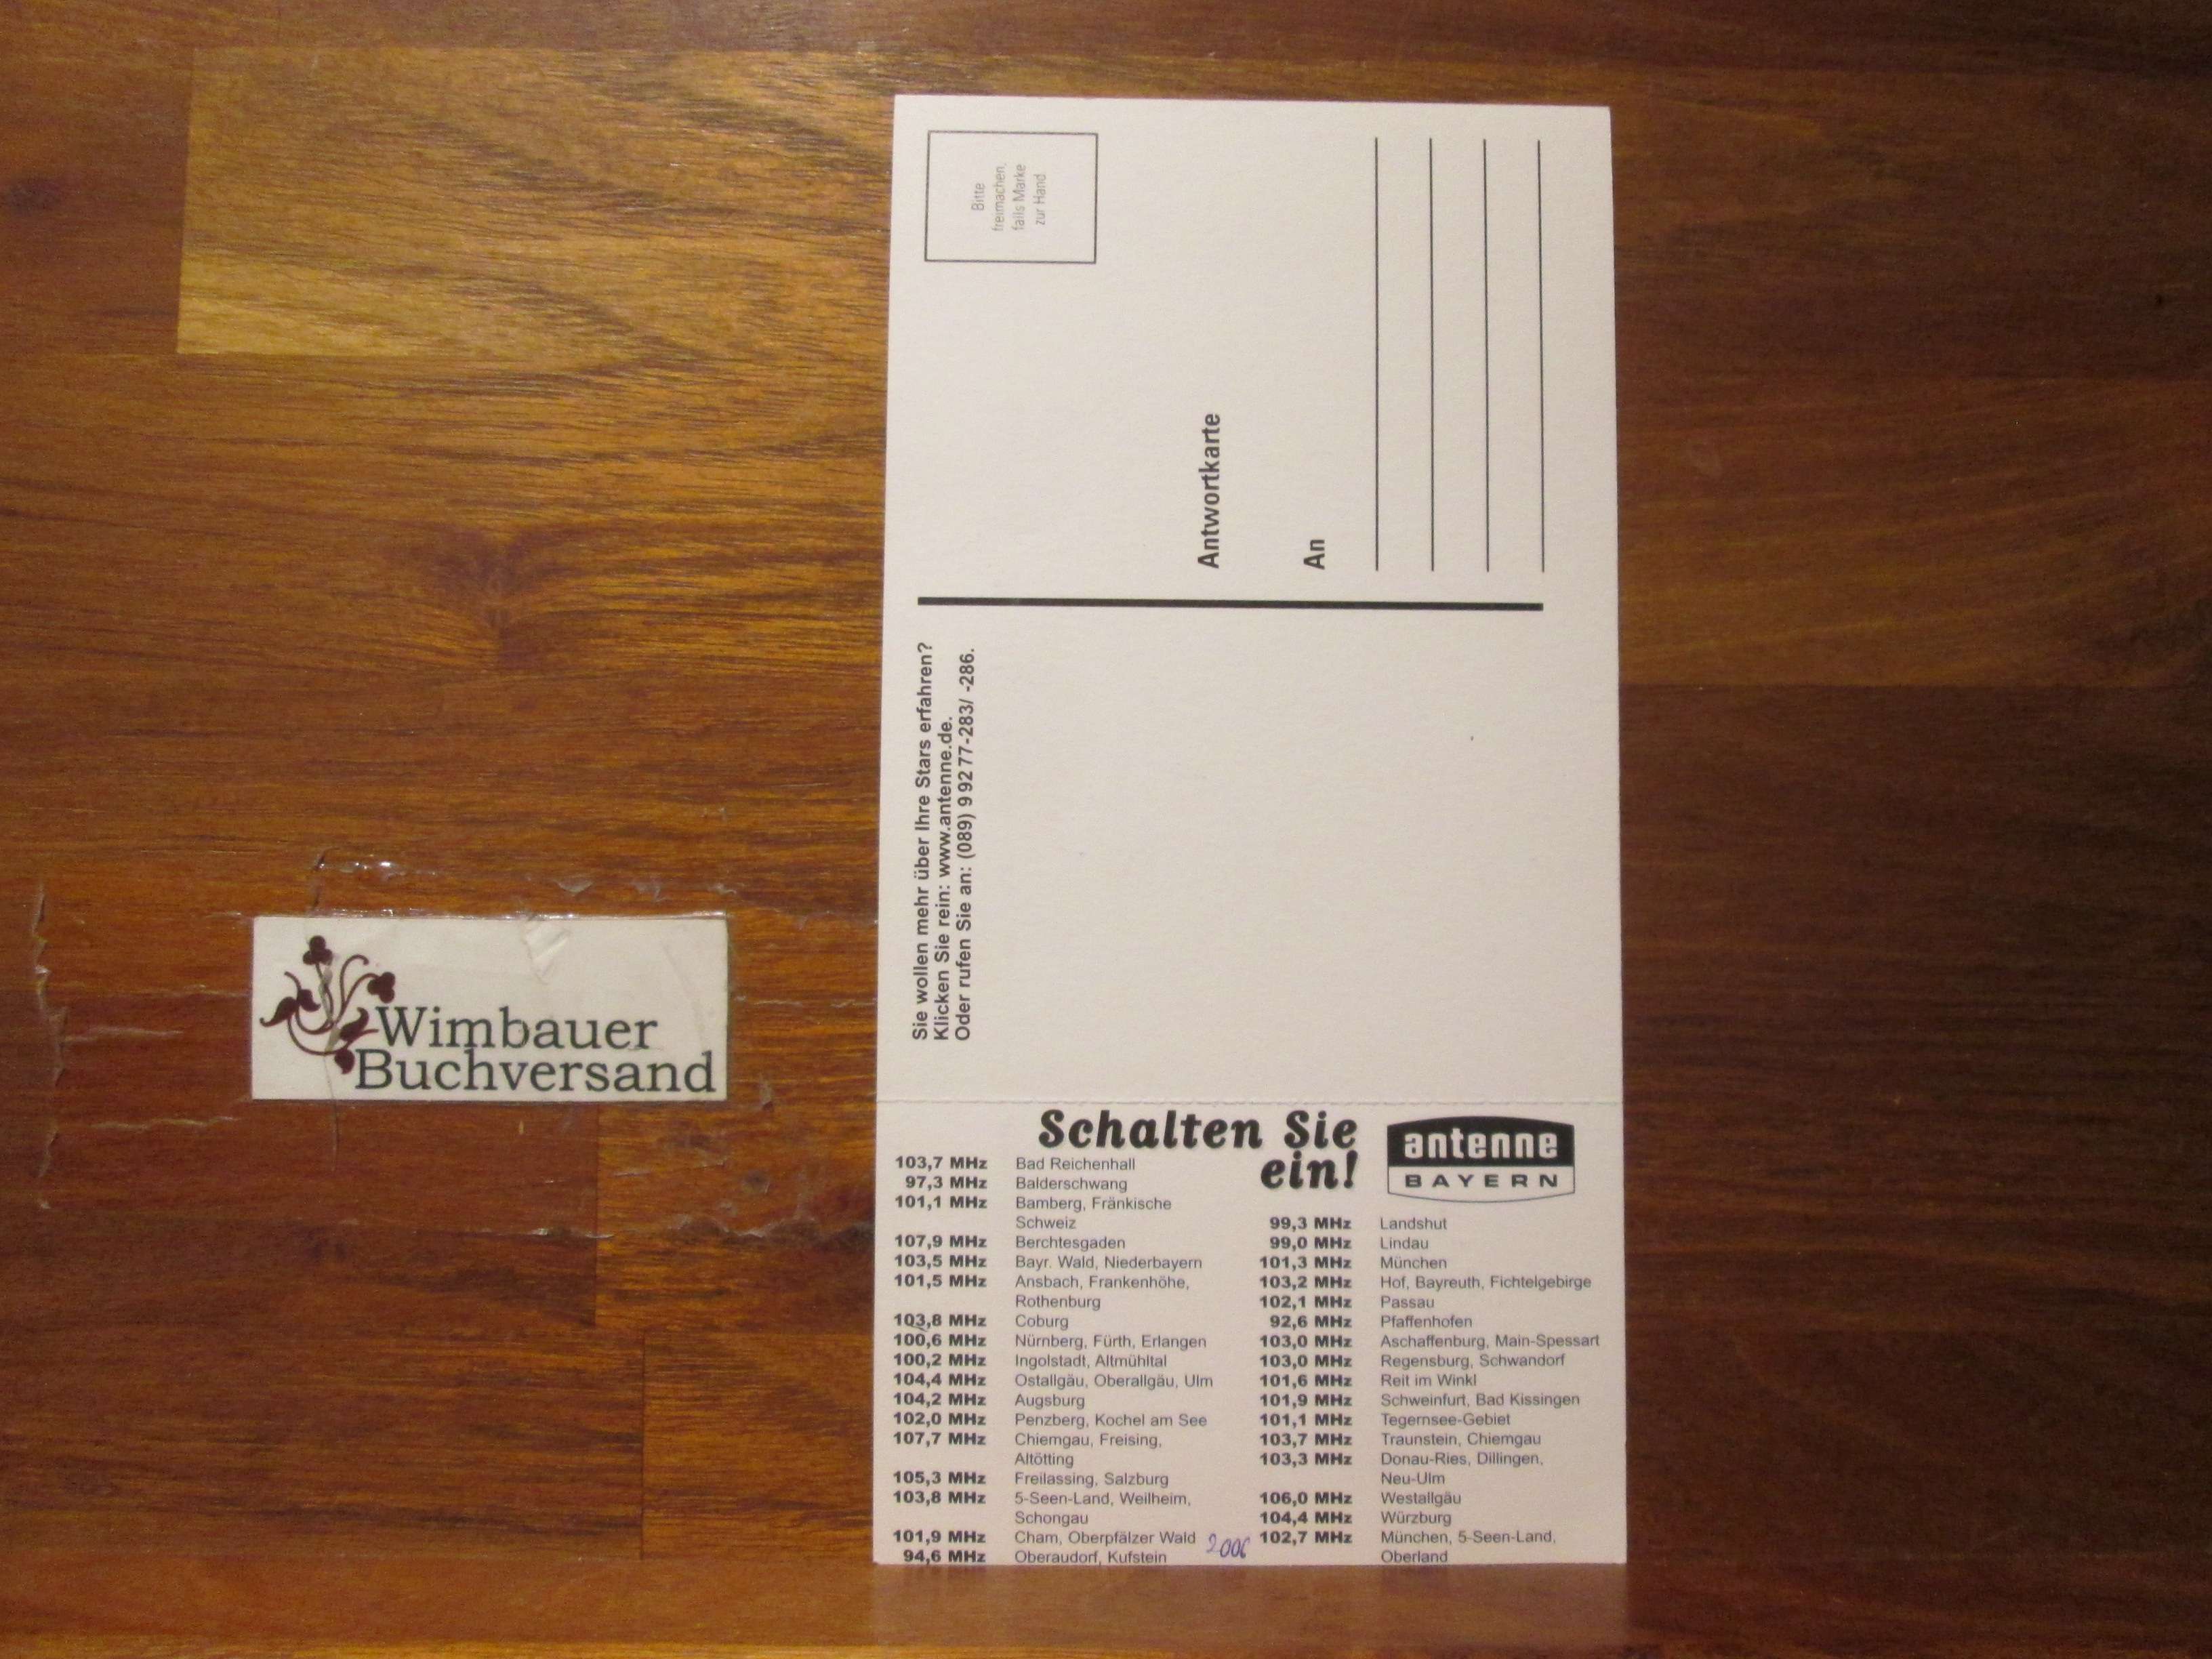 Bitte
freimachen,
falls Marke
zur Hand
Antwortkarte
An
Sie wollen mehr über Ihre Stars erfahren?
Klicken Sie rein: www.antenne.de.
Oder rufen Sie an: (089) 9 92 77-283/ -286.
Wimbauer
Buchversand
Schalten Sie
ein!
antenne
BAYERN
103,7 MHz Bad Reichenhall
97,3 MHz Balderschwang
101,1 MHz Bamberg, Fränkische
Schweiz
107,9 MHz Berchtesgaden
103,5 MHz Bayr. Wald, Niederbayern
101,5 MHz Ansbach, Frankenhöhe,
Rothenburg
103,8 MHz Coburg
100,6 MHz Nürnberg, Fürth, Erlangen
100,2 MHz Ingolstadt, Altmühltal
104,4 MHz Ostallgäu, Oberallgäu, Ulm
104,2 MHz Augsburg
102,0 MHz Penzberg, Kochel am See
107,7 MHz Chiemgau, Freising,
Altötting
105,3 MHz Freilassing, Salzburg
103,8 MHz 5-Seen-Land, Weilheim,
Schongau
101,9 MHz Cham, Oberpfälzer Wald
94,6 MHz Oberaudorf, Kufstein
2006
99,3 MHz Landshut
99,0 MHz Lindau
101,3 MHz München
103,2 MHz Hof, Bayreuth, Fichtelgebirge
102,1 MHz Passau
92,6 MHz Pfaffenhofen
103,0 MHz Aschaffenburg, Main-Spessart
103,0 MHz Regensburg, Schwandorf
101,6 MHz Reit im Winkl
101,9 MHz Schweinfurt, Bad Kissingen
101,1 MHz Tegernsee-Gebiet
103,7 MHz Traunstein, Chiemgau
103,3 MHz Donau-Ries, Dillingen,
Neu-Ulm
106,0 MHz Westallgäu
104,4 MHz Würzburg
102,7 MHz München, 5-Seen-Land,
Oberland